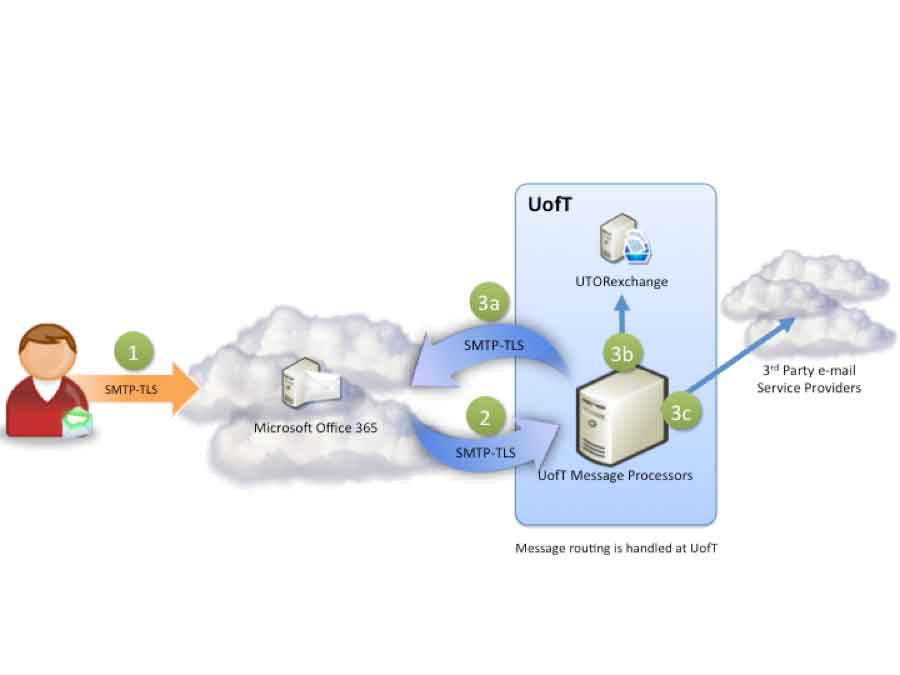 UofT
UTORexchange
3a
SMTP-TLS
1
SMTP-TLS
3b
3rd Party e-mail
Service Providers
3c
2
Microsoft Office 365
SMTP-TLS
UofT Message Processors
Message routing is handled at UofT